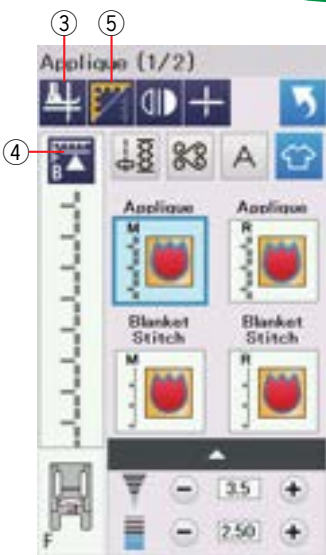 ③ ⑤
Applique (1/2)
④
B
A
Applique Applique
M R
Blanket Stitch Blanket Stitch
M R
3.5
F
2.50